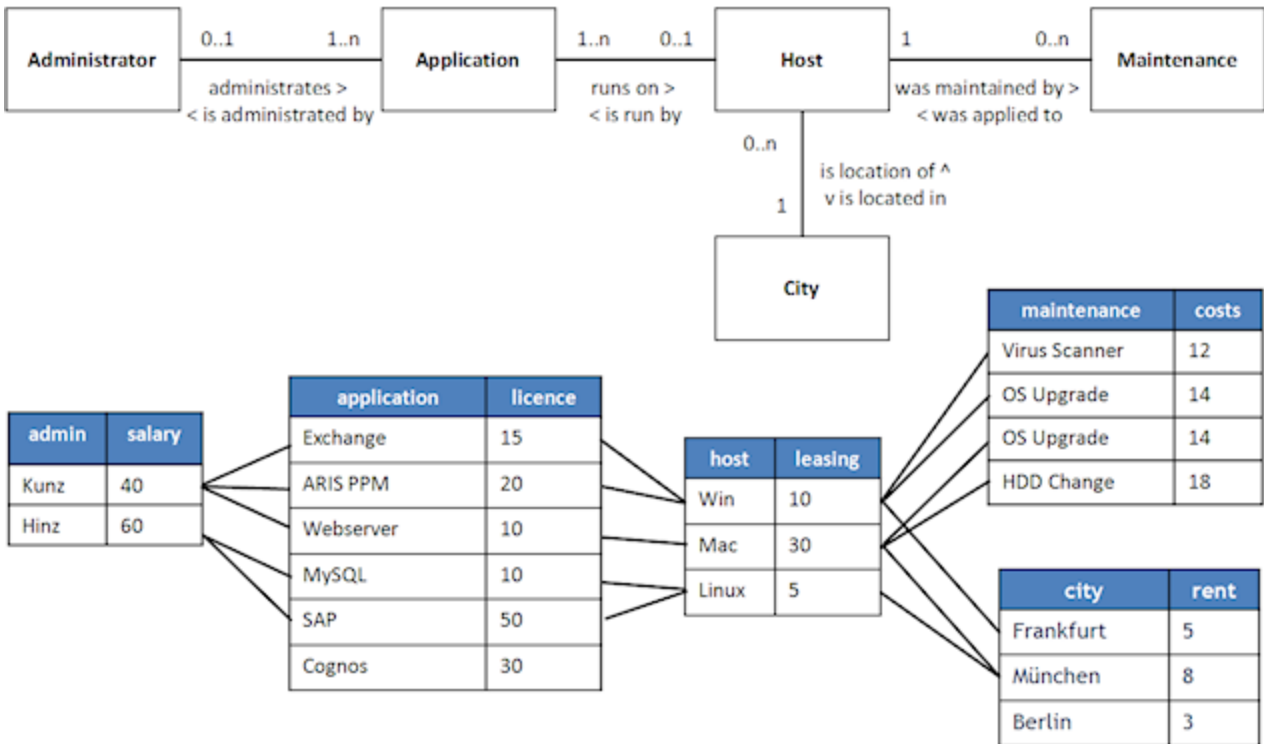 Administrator
0..1
1..n
administrates >
< is administrated by
Application
1..n
0..1
runs on >
< is run by
Host
1
0..n
was maintained by >
< was applied to
Maintenance
0..n
is location of ^
v is located in
1
City
admin salary
Kunz 40
Hinz 60
application licence
Exchange 15
ARIS PPM 20
Webserver 10
MySQL 10
SAP 50
Cognos 30
host leasing
Win 10
Mac 30
Linux 5
maintenance costs
Virus Scanner 12
OS Upgrade 14
OS Upgrade 14
HDD Change 18
city rent
Frankfurt 5
München 8
Berlin 3